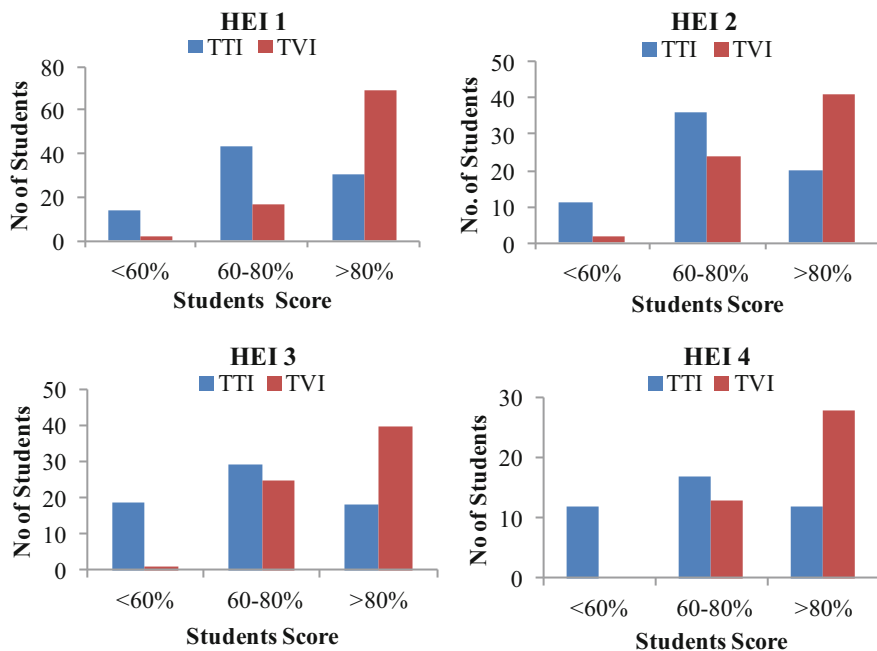 HEI 1
TTI TVI
No of Students
80
60
40
20
0
<60% 60-80% >80%
Students Score
HEI 2
TTI TVI
No. of Students
50
40
30
20
10
0
<60% 60-80% >80%
Students Score
HEI 3
TTI TVI
No of Students
50
40
30
20
10
0
<60% 60-80% >80%
Students Score
HEI 4
TTI TVI
No of Students
30
20
10
0
<60% 60-80% >80%
Students Score